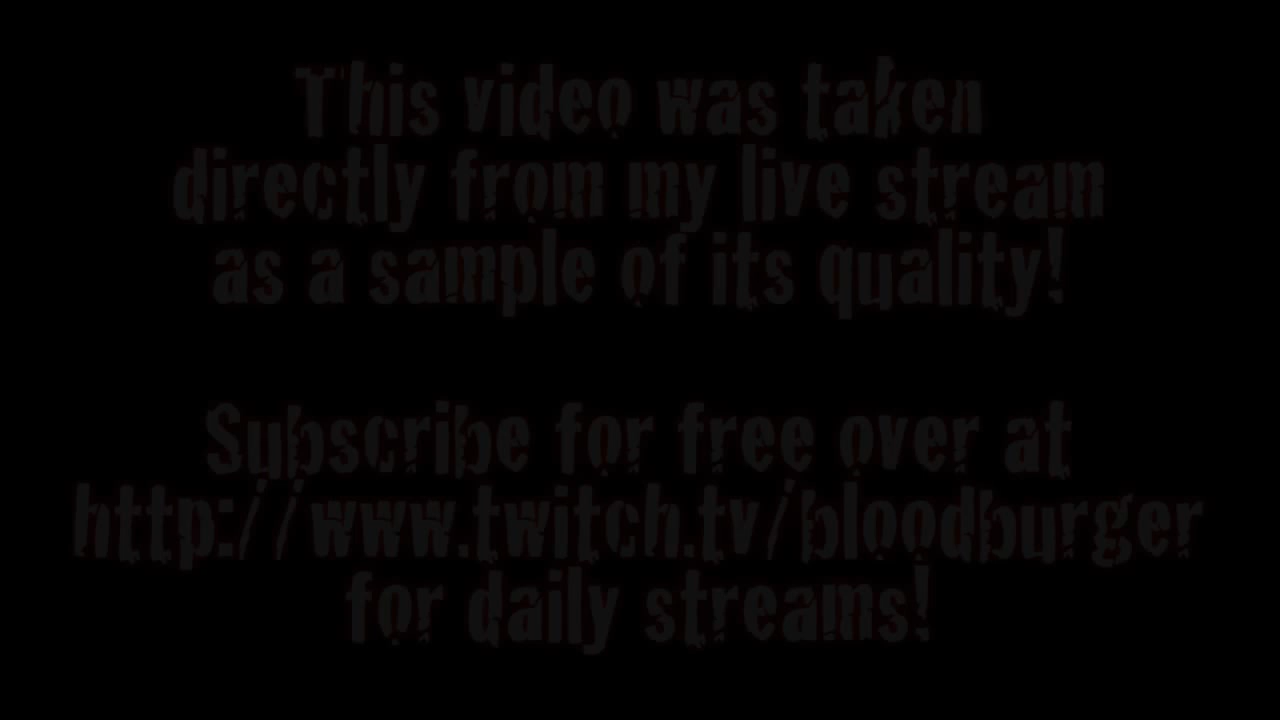 This video was taken
directly from my live stream
as a sample of its quality!
Subscribe for free over at
http://www.twitch.tv/bloodburger
for daily streams!